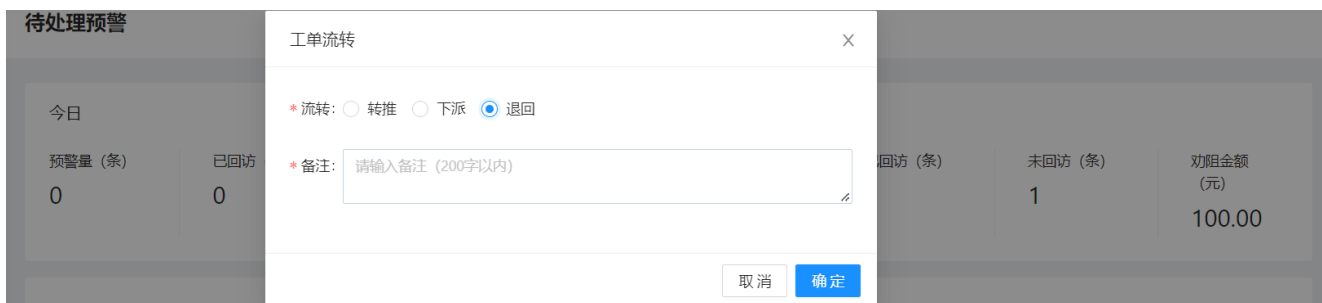 待处理预警
工单流转
* 流转: 转推 下派 退回
* 备注: 请输入备注（200字以内）
取 消 确 定
今日
预警量（条）
0
已回访
0
回访（条）
未回访（条）
1
劝阻金额
（元）
100.00